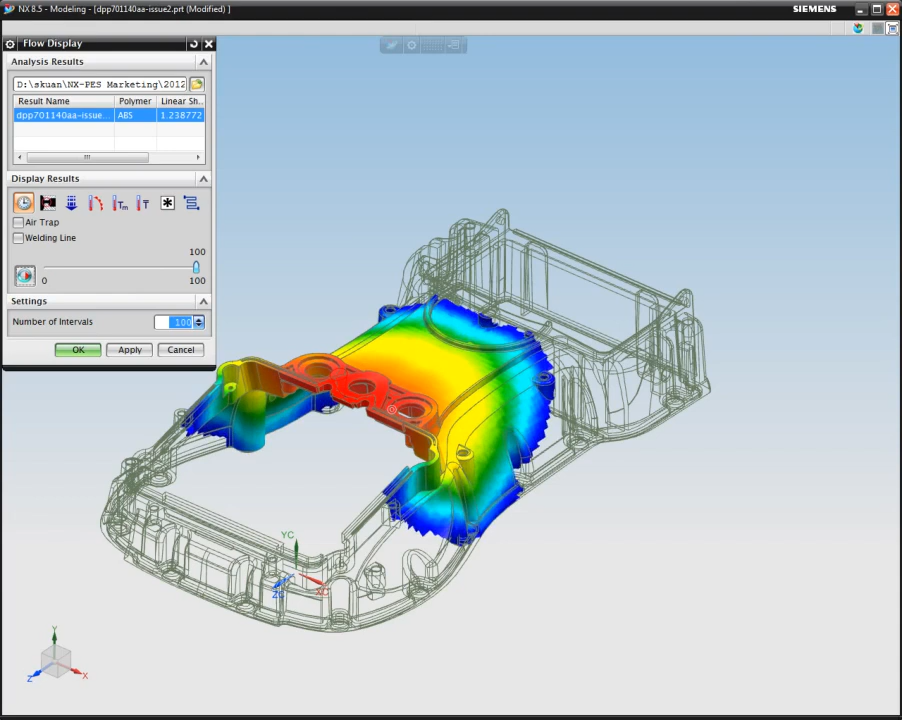 NX 8.5 - Modeling - [dpp701140aa-issue2.prt (Modified) ]
SIEMENS
Flow Display
Analysis Results
D:\skuan\NX-PES Marketing\2012
Result Name Polymer Linear Sh..
dpp701140aa-issue... ABS 1.238772
Display Results
Tm T
Air Trap
Welding Line
100
0 100
Settings
Number of Intervals 100
OK Apply Cancel
YC
ZC XC
Y
Z X